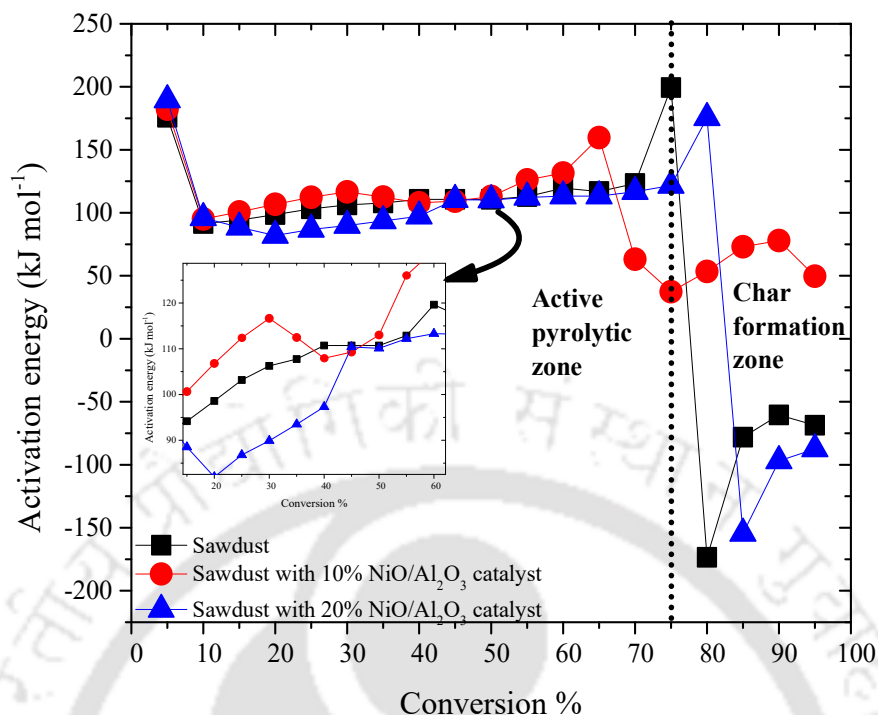 250
200
150
100
50
0
-50
-100
-150
-200
Activation energy (kJ mol⁻¹)
120
110
100
90
Activation energy (kJ mol⁻¹)
20 30 40 50 60
Conversion %
Active
pyrolytic
zone
Char
formation
zone
Sawdust
Sawdust with 10% NiO/Al₂O₃ catalyst
Sawdust with 20% NiO/Al₂O₃ catalyst
0 10 20 30 40 50 60 70 80 90 100
Conversion %